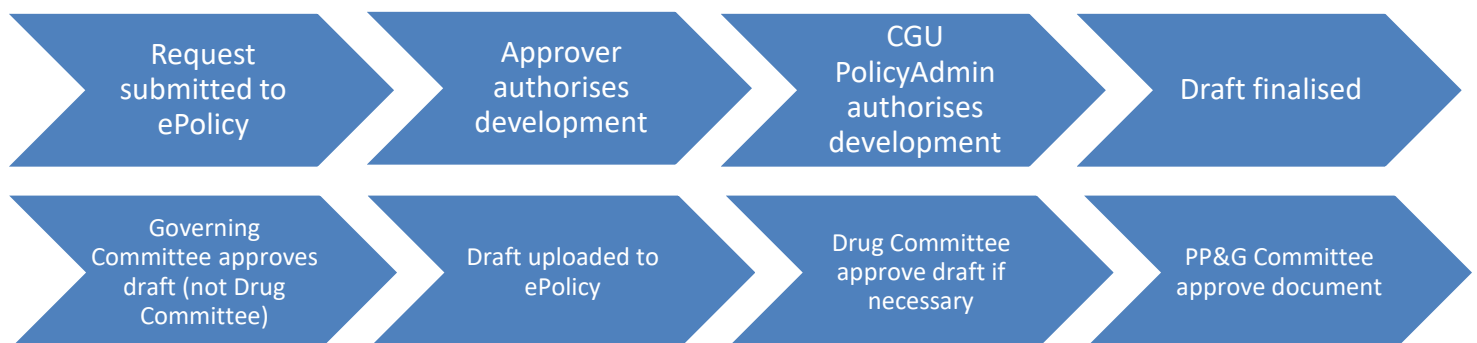 Request
submitted to
ePolicy
Approver
authorises
development
CGU
PolicyAdmin
authorises
development
Draft finalised
Governing
Committee approves
draft (not Drug
Committee)
Draft uploaded to
ePolicy
Drug Committee
approve draft if
necessary
PP&G Committee
approve document